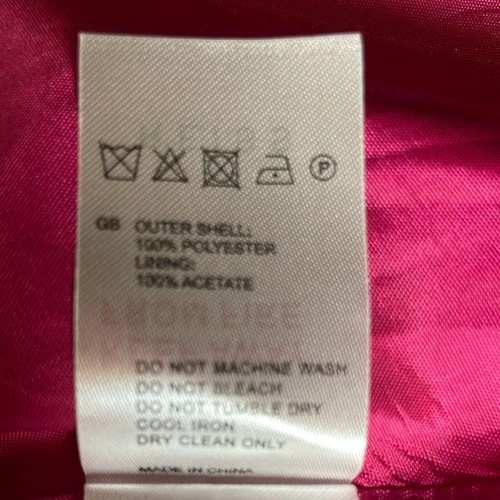 P
GB OUTER SHELL:
100% POLYESTER
LINING:
100% ACETATE
DO NOT MACHINE WASH
DO NOT BLEACH
DO NOT TUMBLE DRY
COOL IRON
DRY CLEAN ONLY
MADE IN CHINA